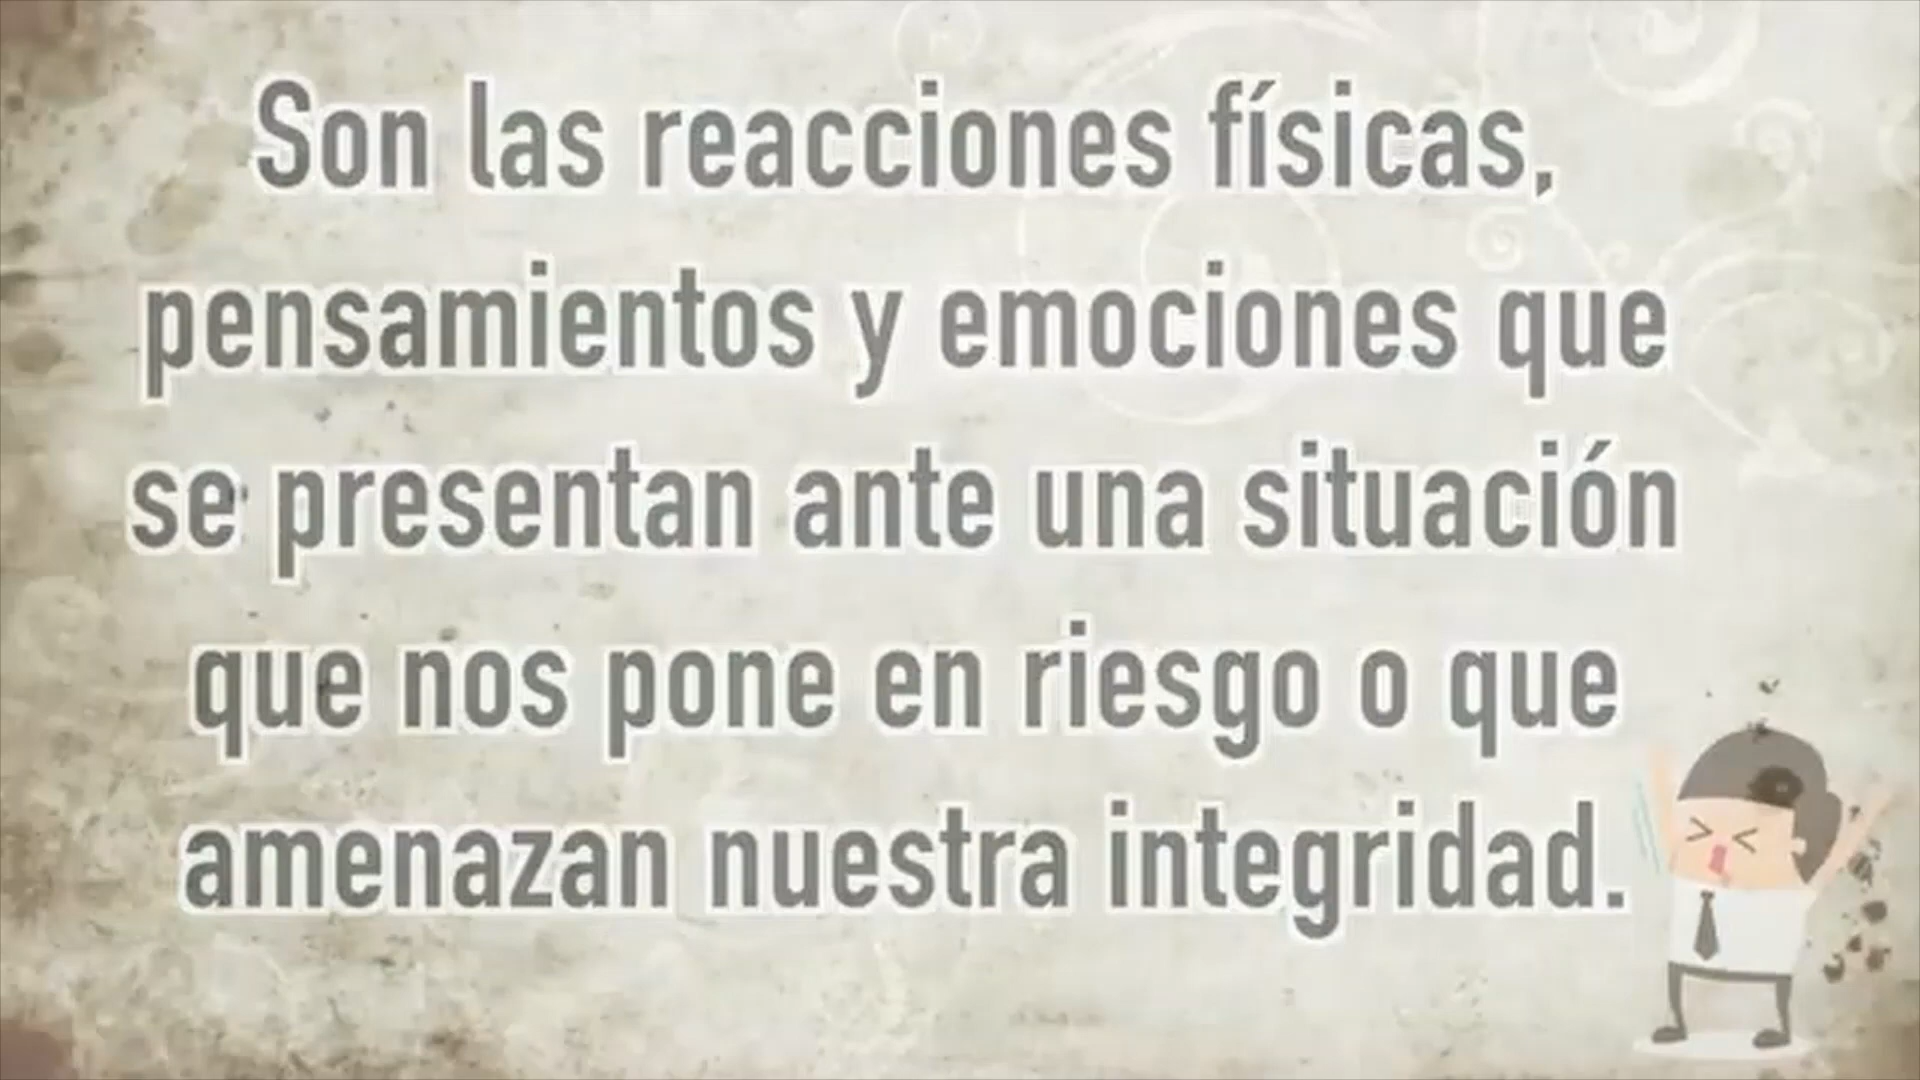 Son las reacciones físicas,
pensamientos y emociones que
se presentan ante una situación
que nos pone en riesgo o que
amenazan nuestra integridad.